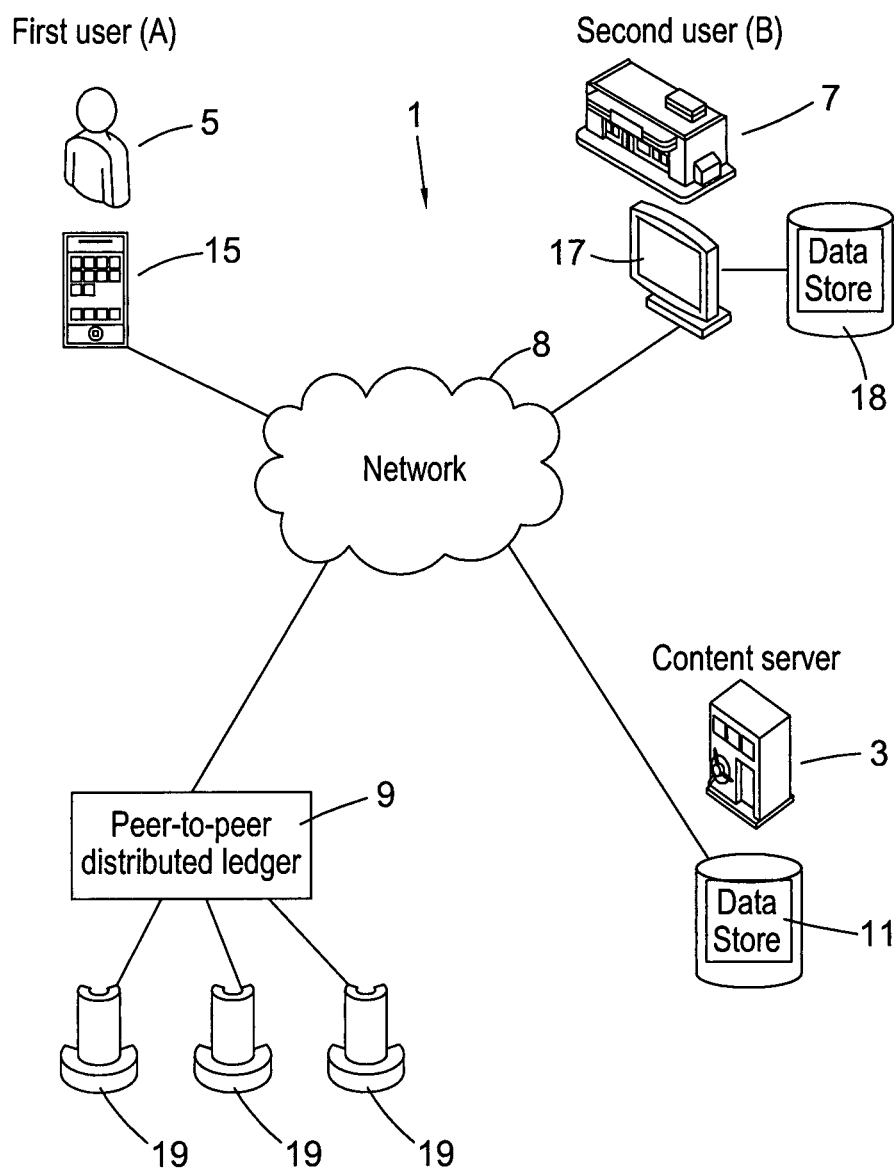 First user (A)
Second user (B)
5
1
7
15
17
Data
Store
18
8
Network
Content server
3
9
Peer-to-peer
distributed ledger
Data
Store
11
19
19
19